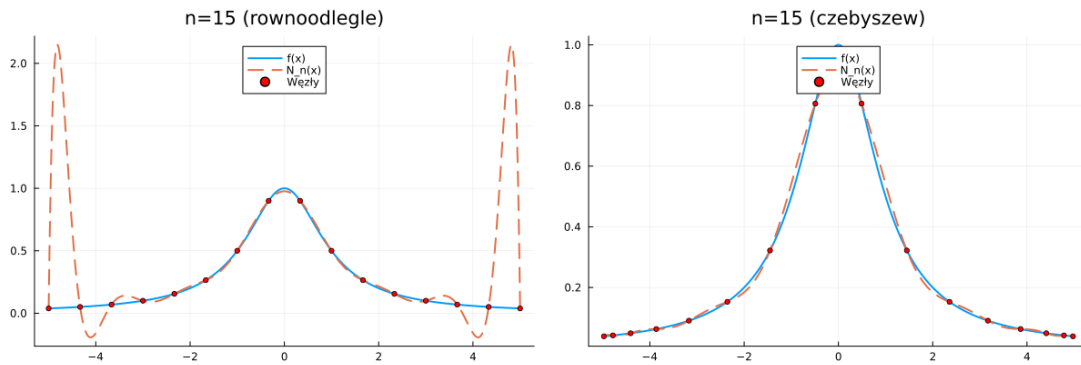 n=15 (rownoodlegle)
f(x)
N_n(x)
Węzły
2.0
1.5
1.0
0.5
0.0
−4 −2 0 2 4
n=15 (czebyszew)
f(x)
N_n(x)
Węzły
1.0
0.8
0.6
0.4
0.2
−4 −2 0 2 4